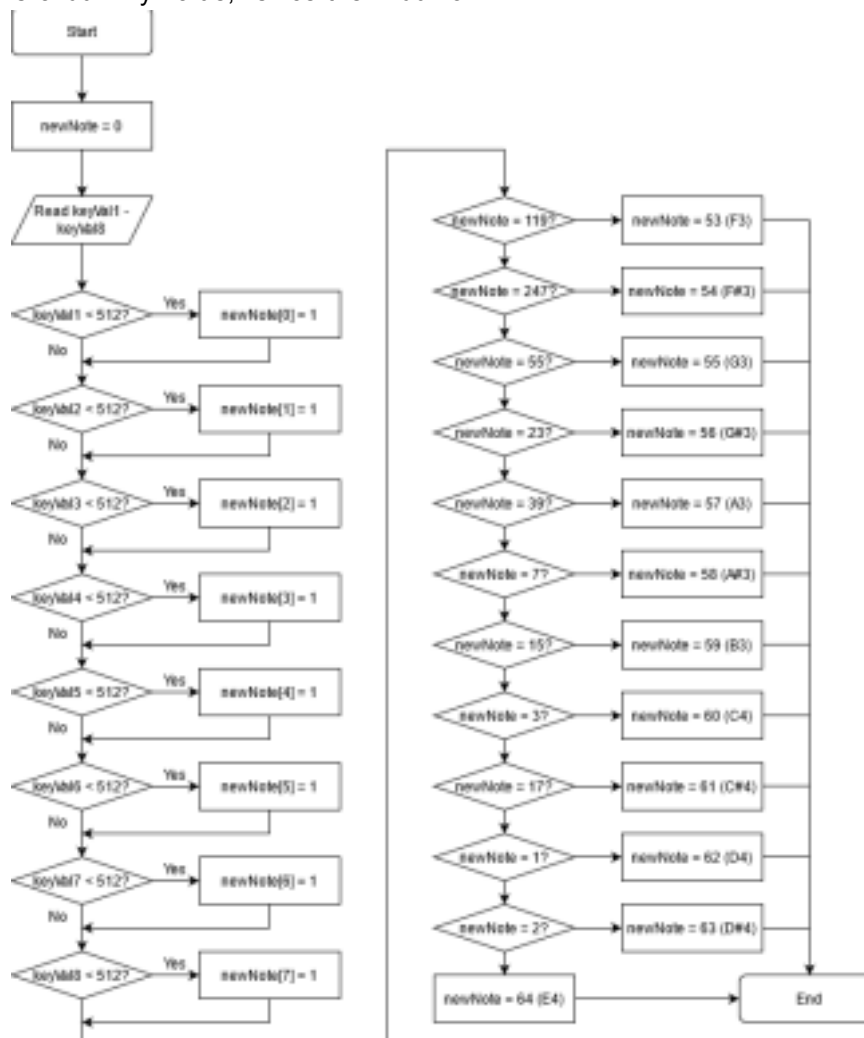 Start
newNote = 0
Read keyVal1 -
keyVal8
keyVal1 < 512?
Yes
newNote[0] = 1
No
keyVal2 < 512?
Yes
newNote[1] = 1
No
keyVal3 < 512?
Yes
newNote[2] = 1
No
keyVal4 < 512?
Yes
newNote[3] = 1
No
keyVal5 < 512?
Yes
newNote[4] = 1
No
keyVal6 < 512?
Yes
newNote[5] = 1
No
keyVal7 < 512?
Yes
newNote[6] = 1
No
keyVal8 < 512?
Yes
newNote[7] = 1
newNote = 119?
newNote = 53 (F3)
newNote = 247?
newNote = 54 (F#3)
newNote = 55?
newNote = 55 (G3)
newNote = 23?
newNote = 56 (G#3)
newNote = 39?
newNote = 57 (A3)
newNote = 7?
newNote = 58 (A#3)
newNote = 15?
newNote = 59 (B3)
newNote = 3?
newNote = 60 (C4)
newNote = 17?
newNote = 61 (C#4)
newNote = 1?
newNote = 62 (D4)
newNote = 2?
newNote = 63 (D#4)
newNote = 64 (E4)
End